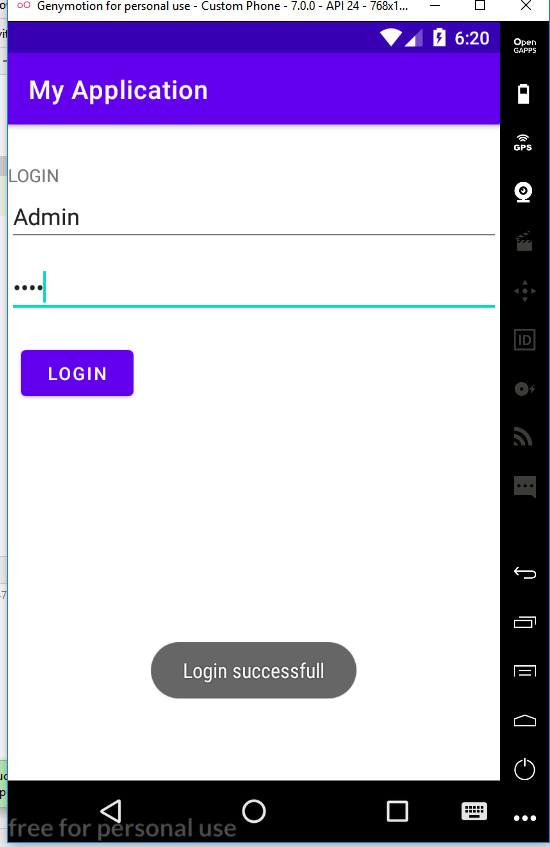 Genymotion for personal use - Custom Phone - 7.0.0 - API 24 - 768x1...
6:20
Open
GAPPS
My Application
GPS
LOGIN
Admin
ID
LOGIN
Login successfull
free for personal use